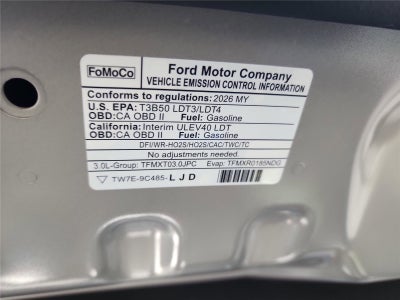 FoMoCo
Ford Motor Company
VEHICLE EMISSION CONTROL INFORMATION
Conforms to regulations: 2026 MY
U.S. EPA: T3B50 LDT3/LDT4
OBD: CA OBD II Fuel: Gasoline
California: Interim ULEV40 LDT
OBD: CA OBD II Fuel: Gasoline
DFI/WR-HO2S/HO2S/CAC/TWC/TC
No adjustments needed.
3.0L-Group: TFMXT03.0JPC Evap: TFMXR0185NDG
TW7E-9C485- L J D